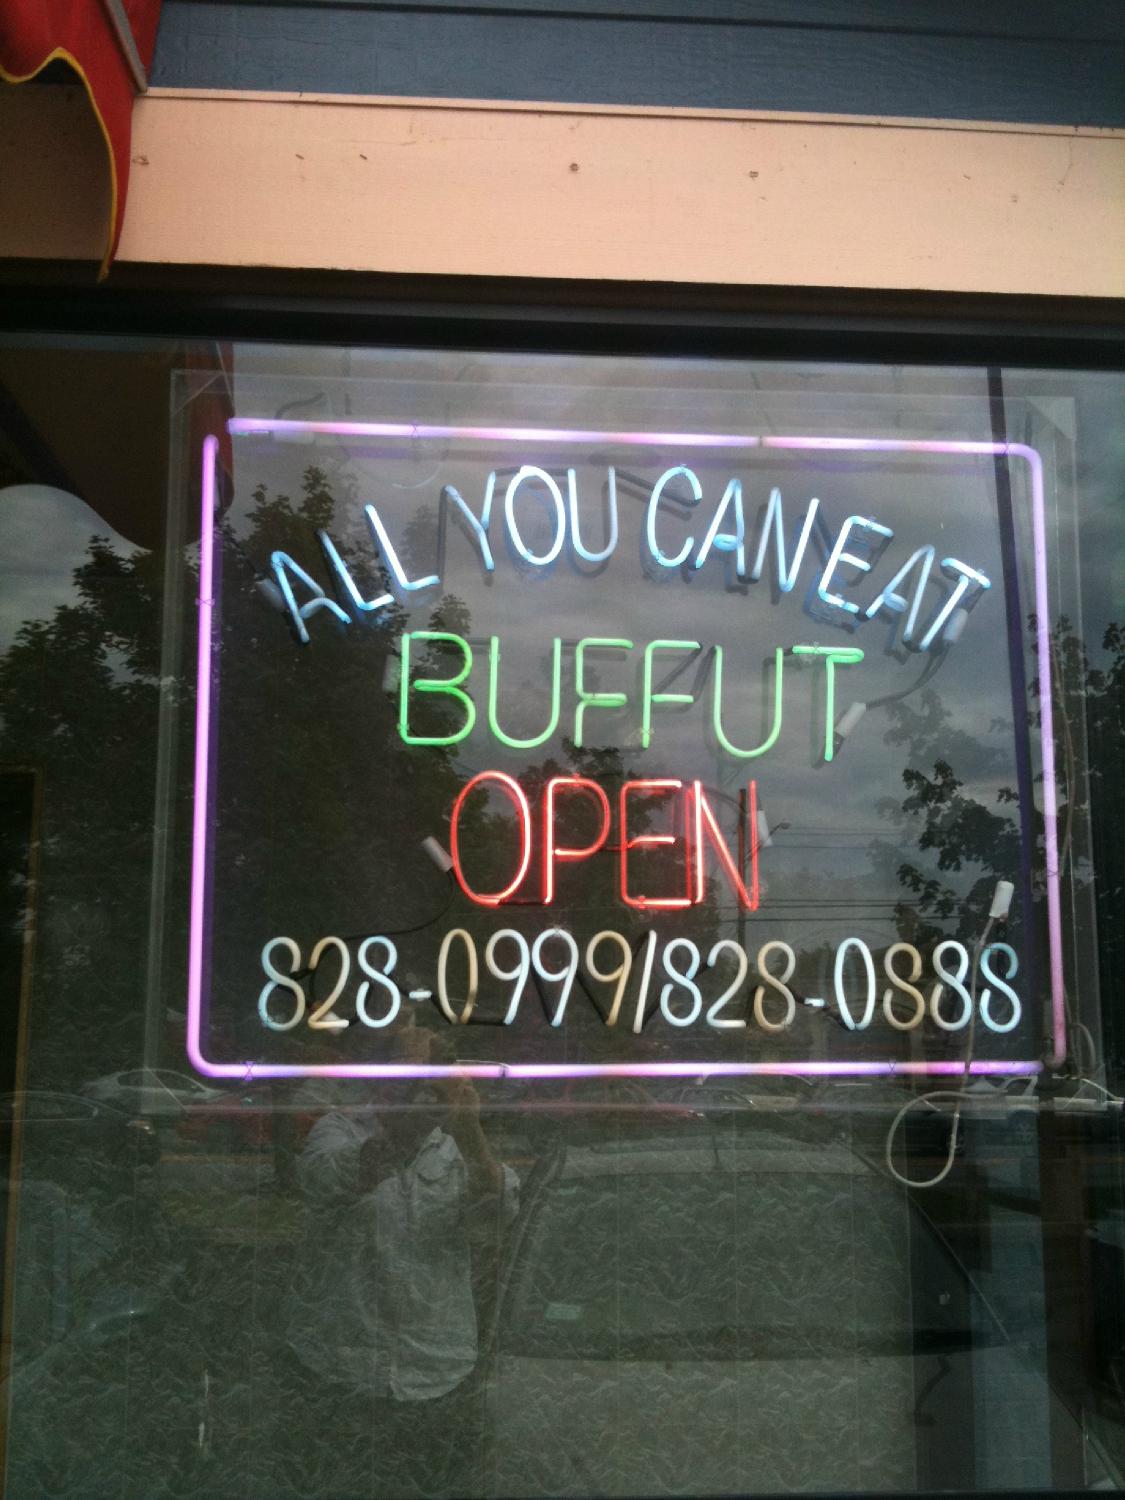 ALL YOU CAN EAT
BUFFUT
OPEN
828-0999/828-0888